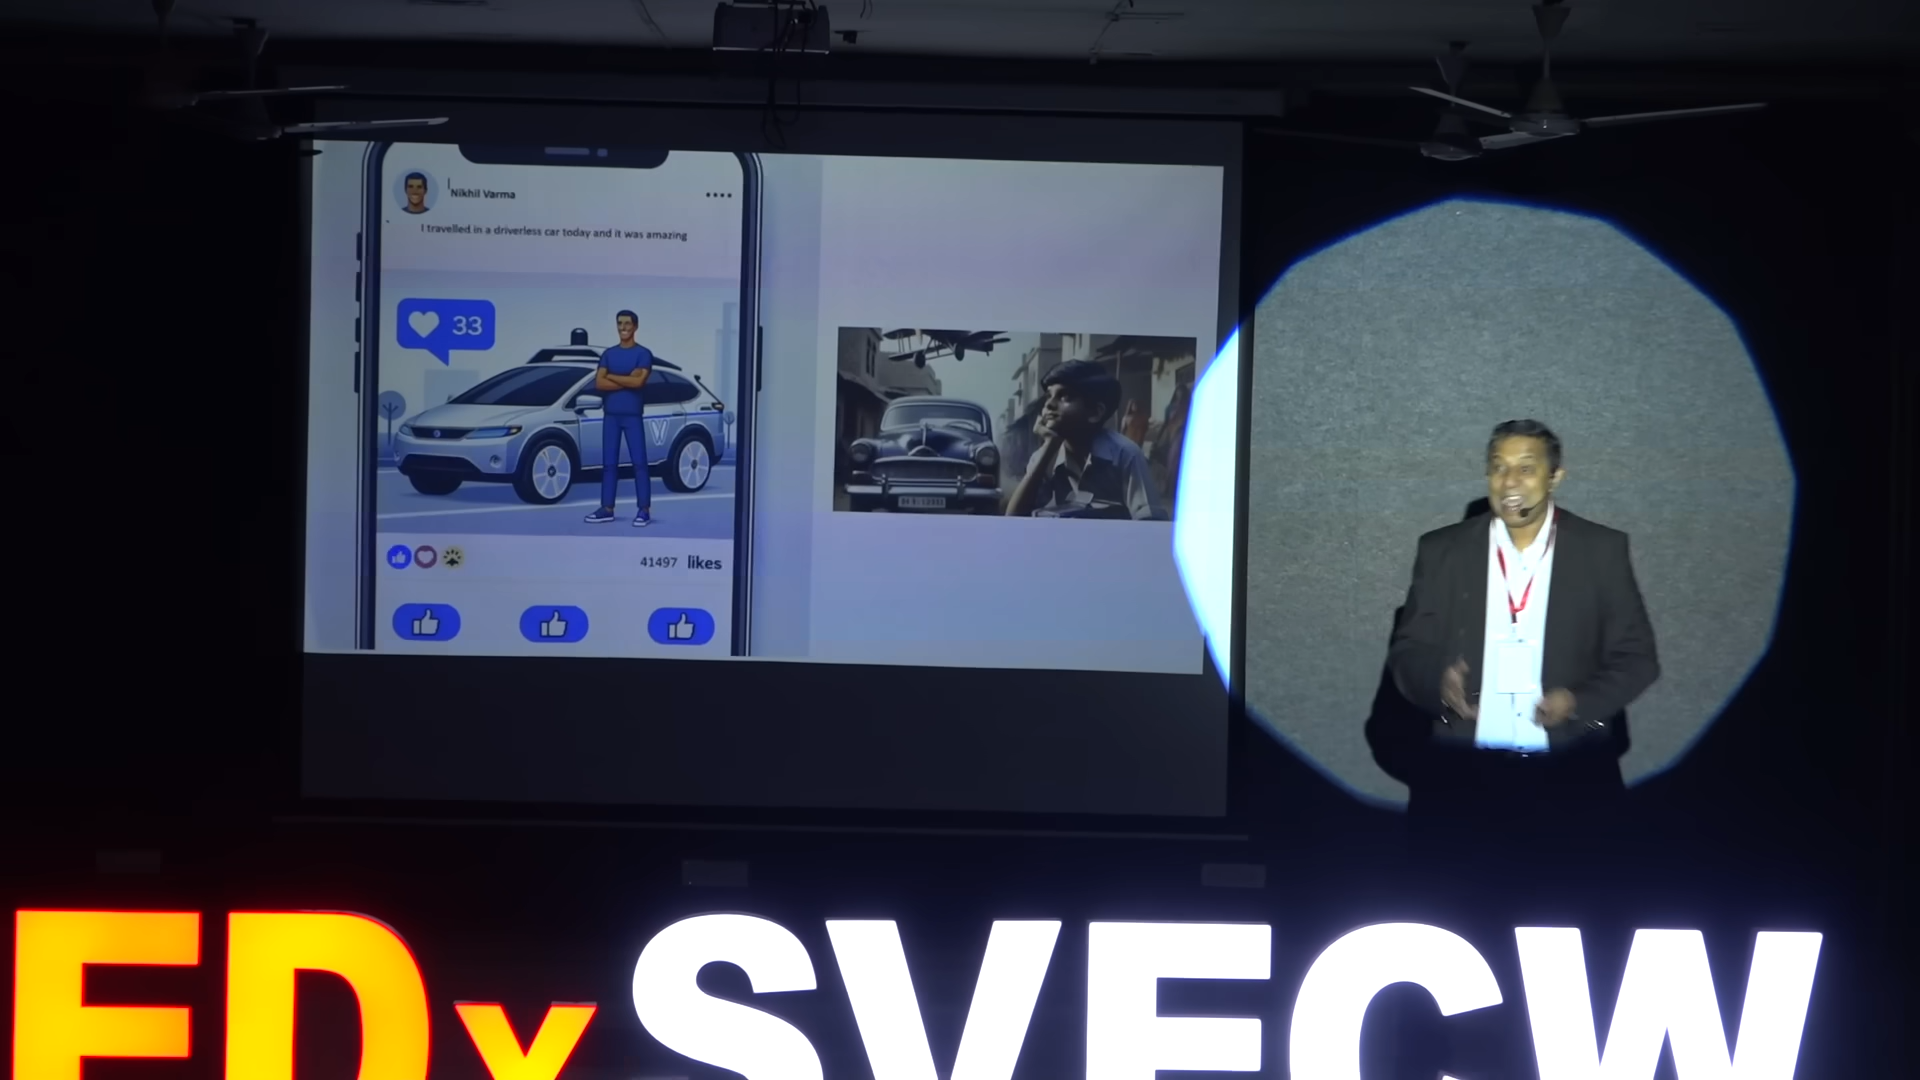 Nikhil Varma
I travelled in a driverless car today and it was amazing
33
W
41497 likes
EDxSVECW